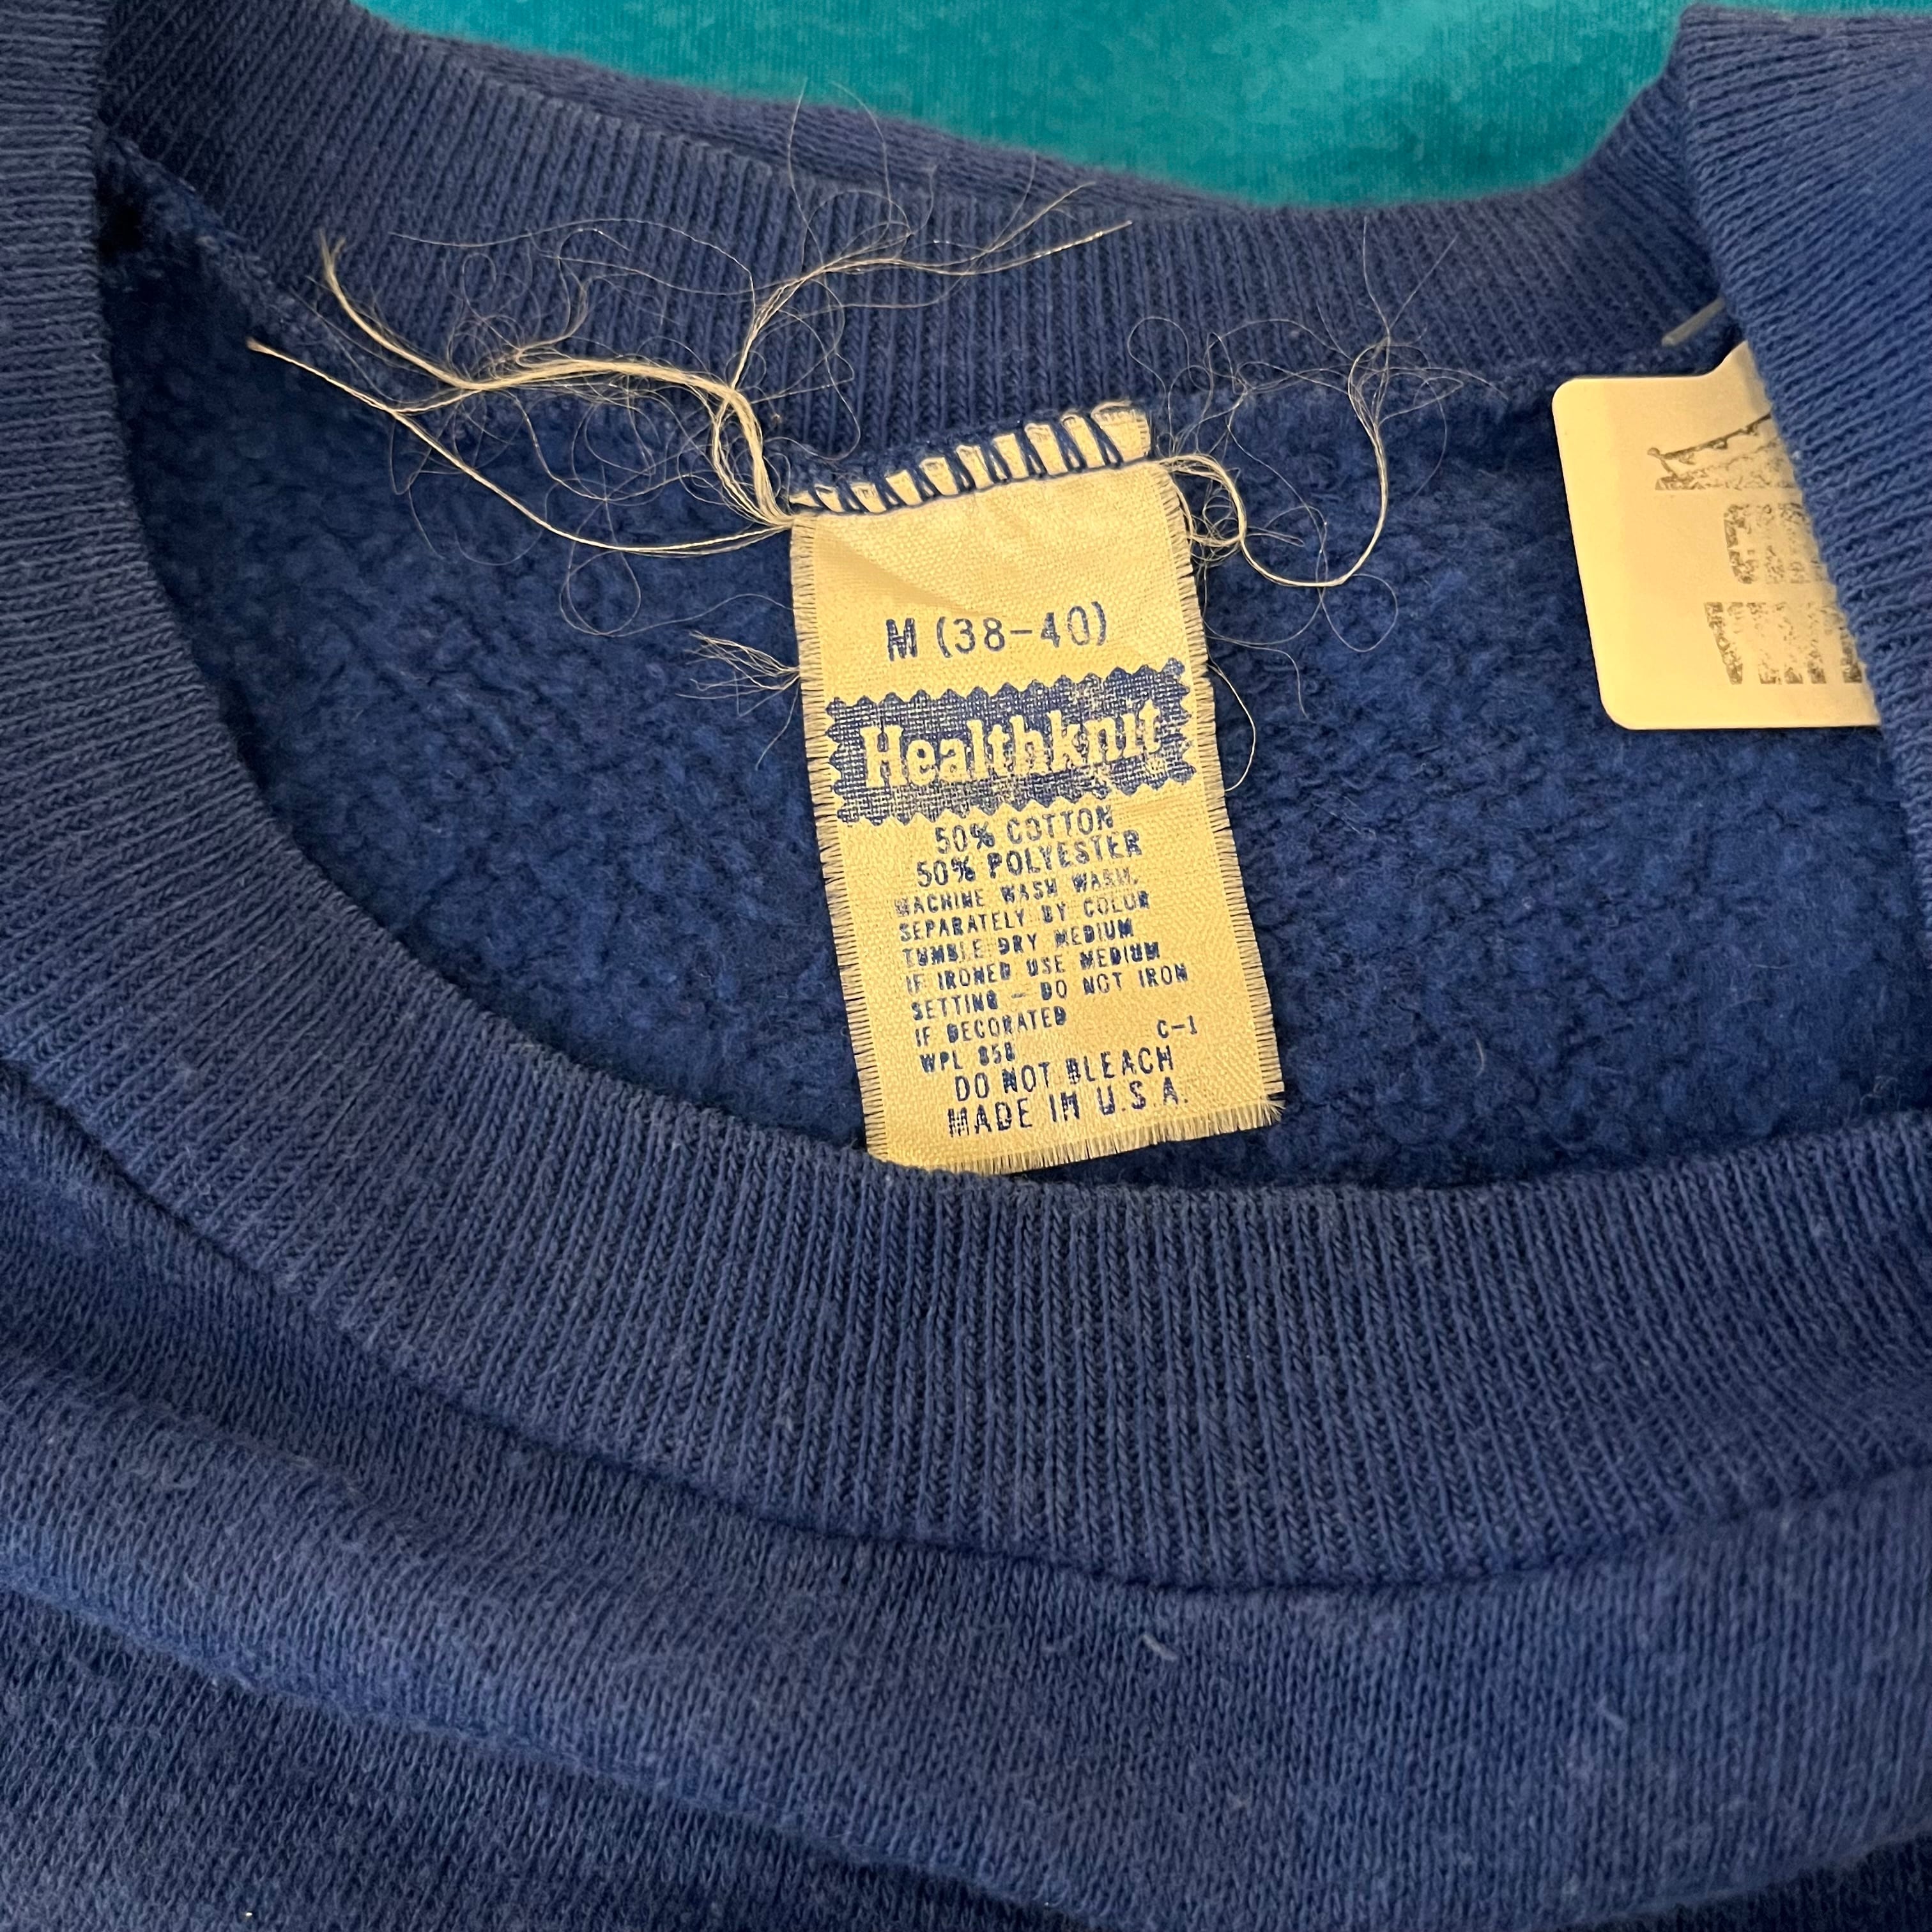 M (38-40)
Healthknit
50% COTTON
50% POLYESTER
MACHINE WASH WARM,
SEPARATELY BY COLOR
TUMBLE DRY MEDIUM
IF IRONED USE MEDIUM
SETTING — DO NOT IRON
IF DECORATED
C-1
WPL 858
DO NOT BLEACH
MADE IN U.S.A.